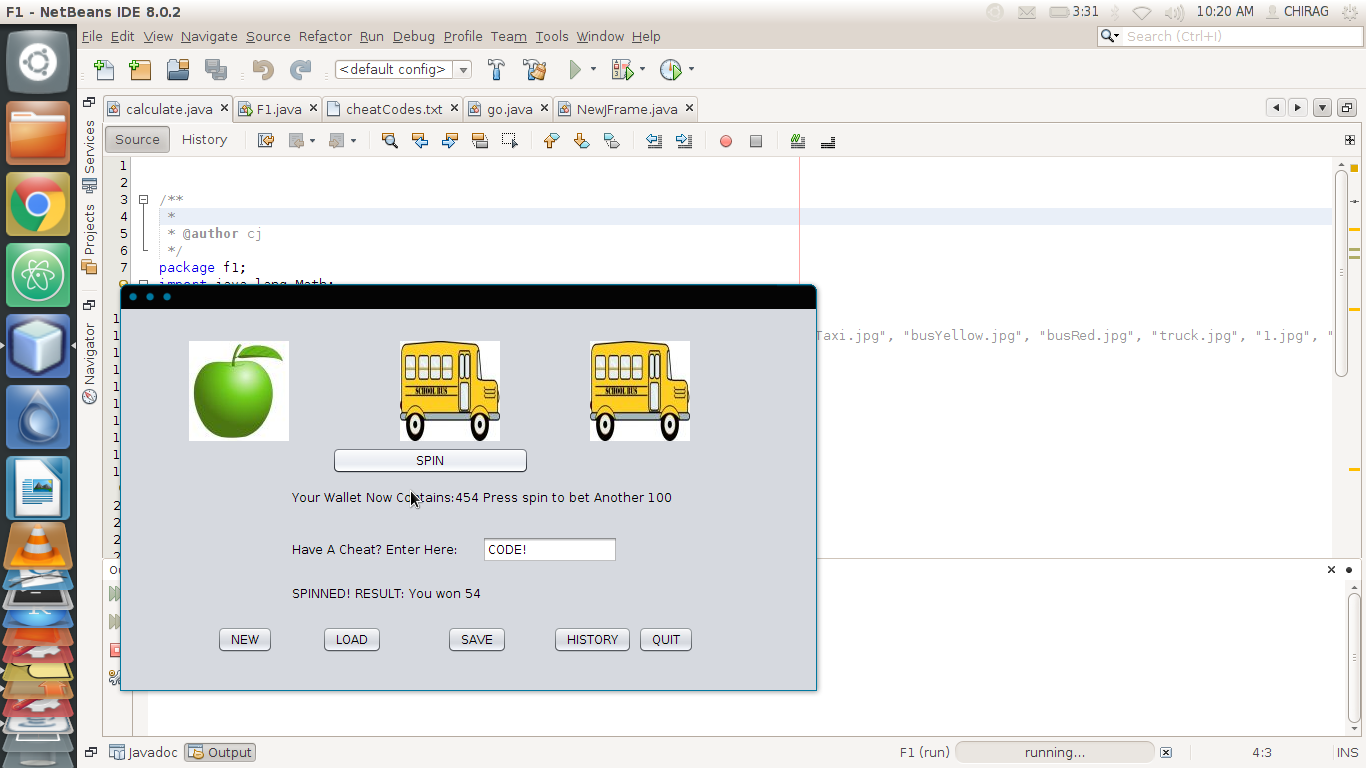 F1 - NetBeans IDE 8.0.2
3:31
10:20 AM
CHIRAG
File Edit View Navigate Source Refactor Run Debug Profile Team Tools Window Help
Search (Ctrl+I)
<default config>
calculate.java
F1.java
cheatCodes.txt
go.java
NewJFrame.java
Source
History
Services
Projects
Navigator
1
2
3 /**
4 *
5 * @author cj
6 */
7 package f1;
import java.lang.Math;
Taxi.jpg", "busYellow.jpg", "busRed.jpg", "truck.jpg", "1.jpg", "
SCHOOL BUS
SCHOOL BUS
SPIN
Your Wallet Now Contains:454 Press spin to bet Another 100
Have A Cheat? Enter Here:
CODE!
SPINNED! RESULT: You won 54
NEW
LOAD
SAVE
HISTORY
QUIT
Javadoc
Output
F1 (run)
running...
4:3
INS